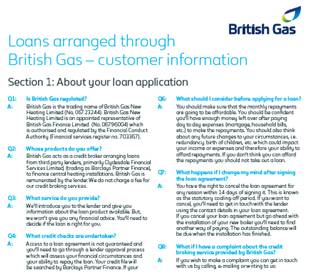 British Gas
Loans arranged through
British Gas – customer information
Section 1: About your loan application
Q1: Is British Gas regulated?
A: British Gas is the trading name of British Gas New
Heating Limited (No. 06723244). British Gas New
Heating Limited is an appointed representative of
British Gas Finance Limited (No. 06796004) which
is authorised and regulated by the Financial Conduct
Authority (Financial services register no. 703357).
Q2: Whose products do you offer?
A: British Gas acts as a credit broker arranging loans
from third party lenders, primarily Clydesdale Financial
Services Limited (trading as Barclays Partner Finance),
to finance central heating installations. British Gas is
remunerated by the lender. We do not charge a fee for
our credit broking services.
Q3: What service do you provide?
A: We'll introduce you to the lender and give you
information about the loan product available. But,
we won't give you any financial advice. You'll need to
decide if the loan is right for you.
Q4: What credit checks are undertaken?
A: Access to a loan agreement is not guaranteed and
you'll need to go through a lender approval process
which will assess your financial circumstances and
your ability to repay the loan. Your credit file will
be searched by Barclays Partner Finance. If your
Q6: What should I consider before applying for a loan?
A: You should make sure that the monthly repayments
are going to be affordable. You should be confident
you'll have enough money left over after paying
day to day expenses (mortgage, household bills,
etc.) to make the repayments. You should also think
about any future changes to your circumstances, i.e.
redundancy, birth of children, etc. which could impact
your income or expenses and therefore your ability to
afford repayments. If you don't think you can afford
the repayments you should not take out a loan.
Q7: What happens if I change my mind after signing
the loan agreement?
A: You have the right to cancel the loan agreement for
any reason within 14 days of signing it. This is known
as the statutory cooling off period. If you want to
cancel, you'll need to get in touch with the lender
using the contact details in your loan agreement.
If you cancel your loan agreement but go ahead with
the installation of your new boiler you'll need to find
another way of paying. The outstanding balance will
be due when the installation has finished.
Q8: What if I have a complaint about the credit
broking service provided by British Gas?
A: If you wish to make a complaint you can get in touch
with us by calling, e-mailing or writing to us: